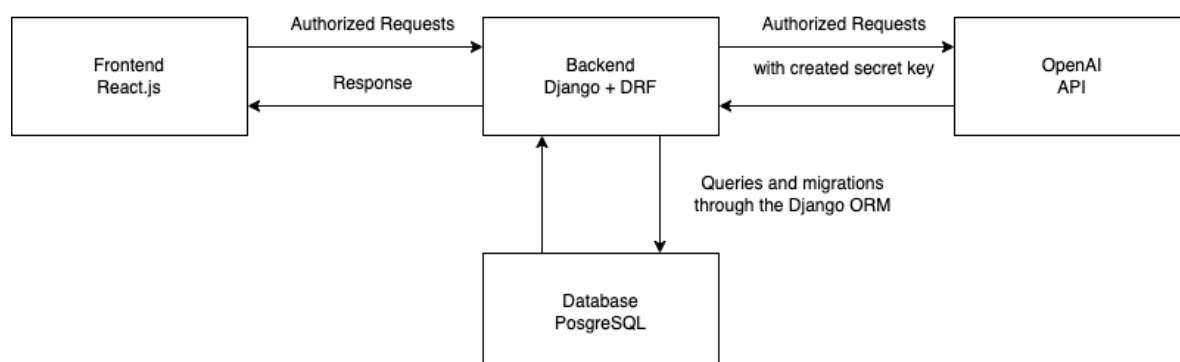 Authorized Requests
Authorized Requests
Frontend
React.js
Response
Backend
Django + DRF
with created secret key
OpenAI
API
Queries and migrations
through the Django ORM
Database
PosgreSQL